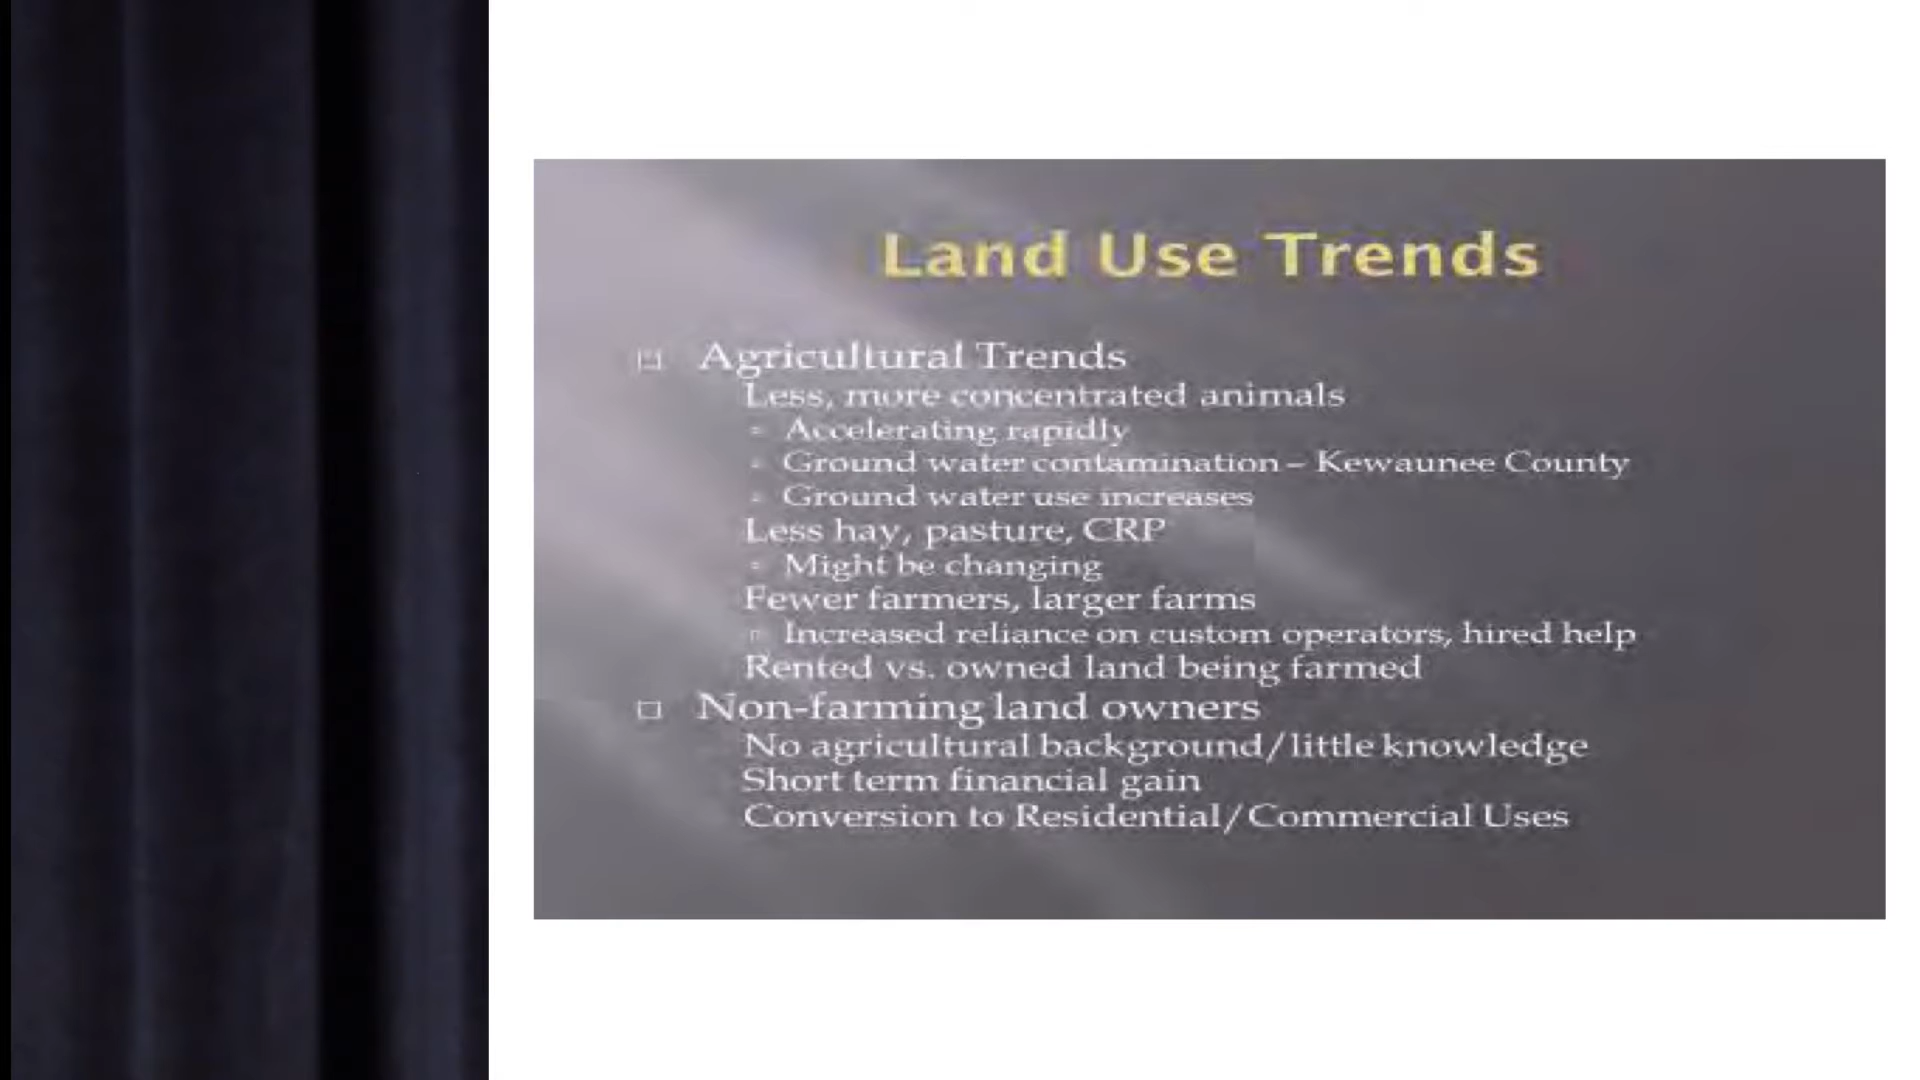 Land Use Trends
Agricultural Trends
Less, more concentrated animals
Accelerating rapidly
Ground water contamination – Kewaunee County
Ground water use increases
Less hay, pasture, CRP
Might be changing
Fewer farmers, larger farms
Increased reliance on custom operators, hired help
Rented vs. owned land being farmed
Non-farming land owners
No agricultural background/little knowledge
Short term financial gain
Conversion to Residential/Commercial Uses